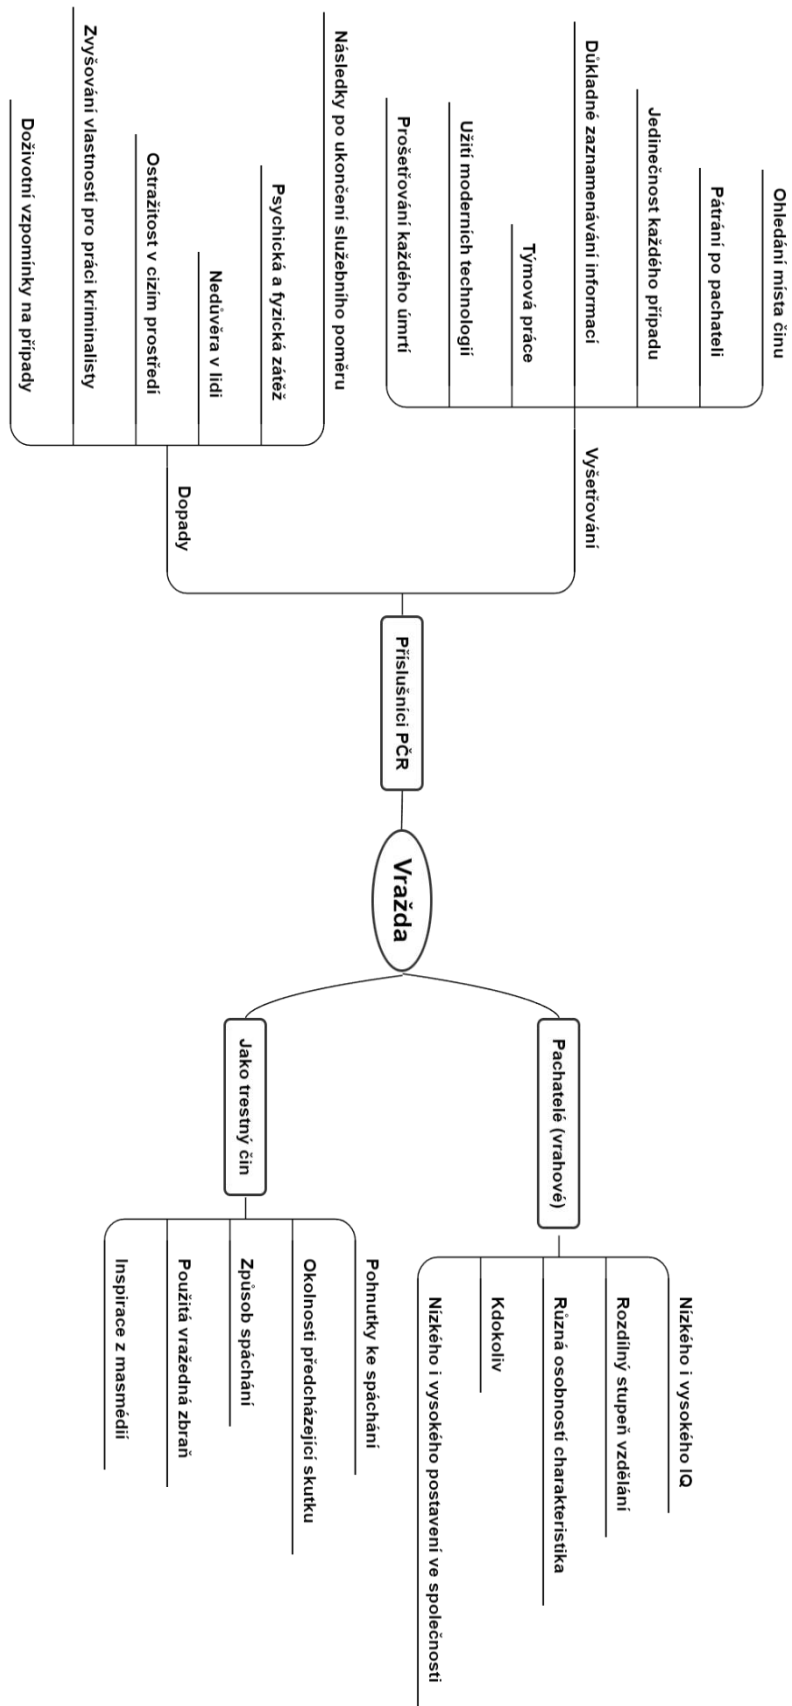 Ohledání místa činu
Pátrání po pachateli
Jedinečnost každého případu
Důkladné zaznamenávání informací
Týmová práce
Užití moderních technologií
Prošetřování každého úmrtí
Vyšetřování
Následky po ukončení služebního poměru
Psychická a fyzická zátěž
Nedůvěra v lidi
Ostražitost v cizím prostředí
Zvyšování vlastností pro práci kriminalisty
Doživotní vzpomínky na případy
Dopady
Příslušníci PČR
Vražda
Pachatelé (vrahové)
Nízkého i vysokého IQ
Rozdílný stupeň vzdělání
Různá osobností charakteristika
Kdokoliv
Nízkého i vysokého postavení ve společnosti
Jako trestný čin
Pohnutky ke spáchání
Okolnosti předcházející skutku
Způsob spáchání
Použitá vražedná zbraň
Inspirace z masmédií